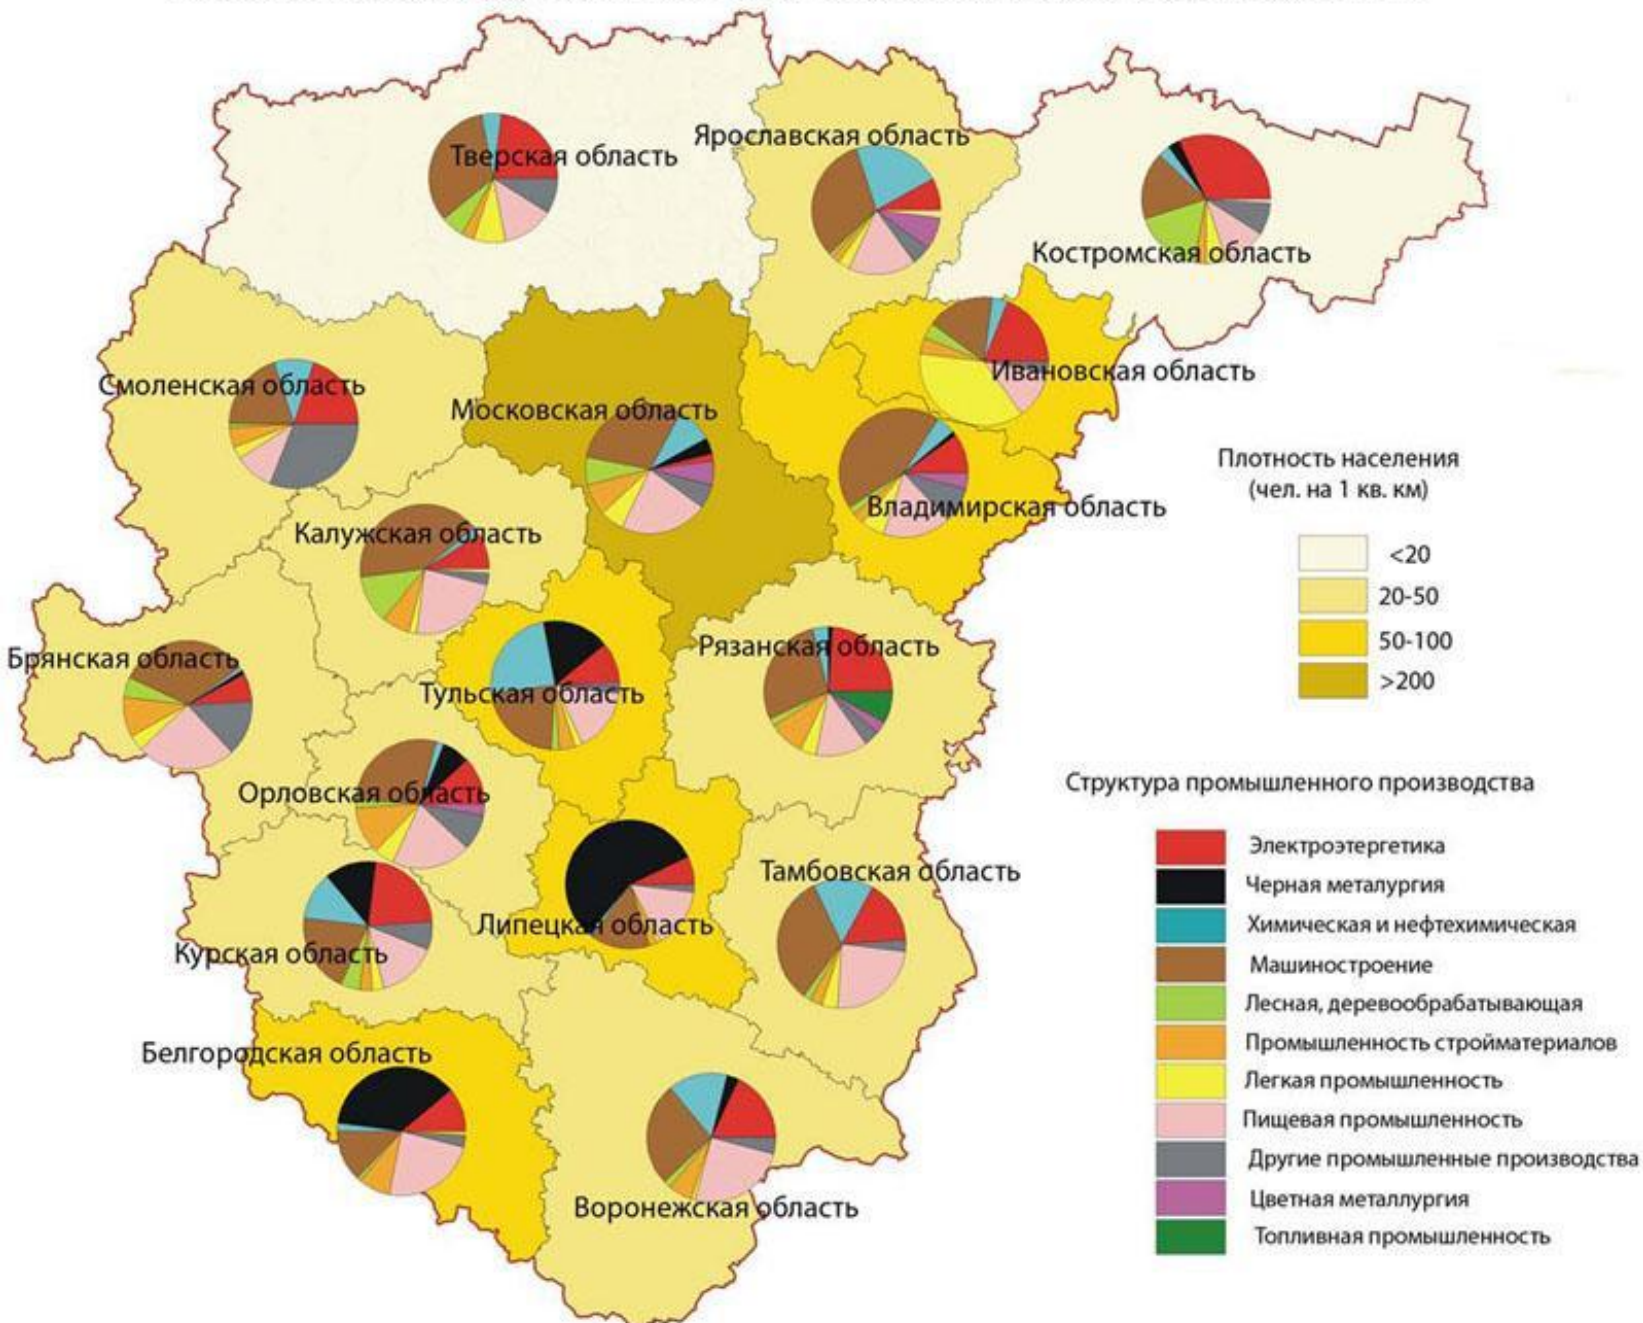 Тверская область
Ярославская область
Костромская область
Смоленская область
Московская область
Ивановская область
Владимирская область
Калужская область
Брянская область
Тульская область
Рязанская область
Орловская область
Липецкая область
Тамбовская область
Курская область
Белгородская область
Воронежская область
Плотность населения
(чел. на 1 кв. км)
<20
20-50
50-100
>200
Структура промышленного производства
Электроэтергетика
Черная металургия
Химическая и нефтехимическая
Машиностроение
Лесная, деревообрабатывающая
Промышленность стройматериалов
Легкая промышленность
Пищевая промышленность
Другие промышленные производства
Цветная металлургия
Топливная промышленность